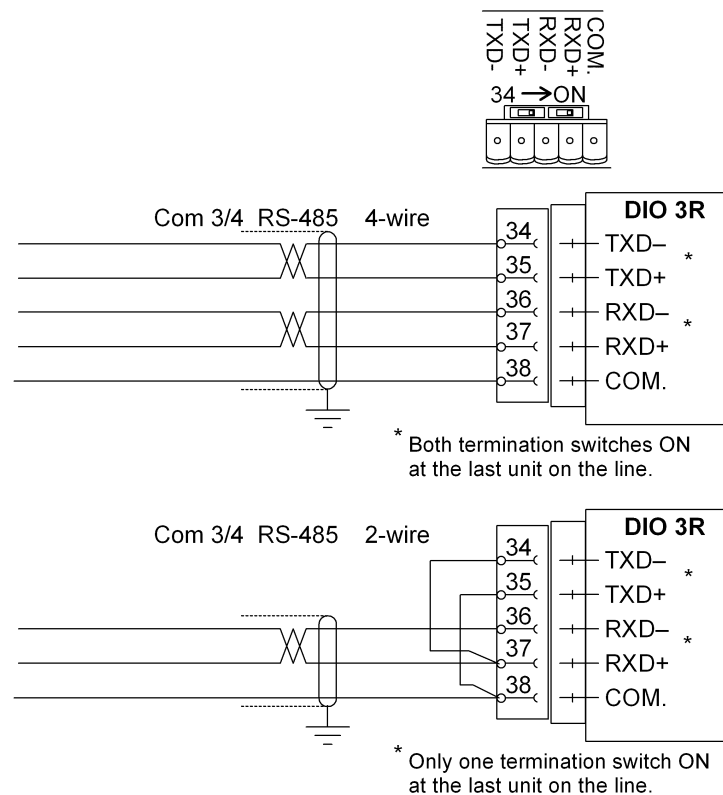 TXD-
TXD+
RXD-
RXD+
COM.
34 → ON
Com 3/4 RS-485 4-wire
DIO 3R
34
TXD–
*
35
TXD+
36
RXD–
*
37
RXD+
38
COM.
* Both termination switches ON
at the last unit on the line.
Com 3/4 RS-485 2-wire
DIO 3R
34
TXD–
*
35
TXD+
36
RXD–
*
37
RXD+
38
COM.
* Only one termination switch ON
at the last unit on the line.